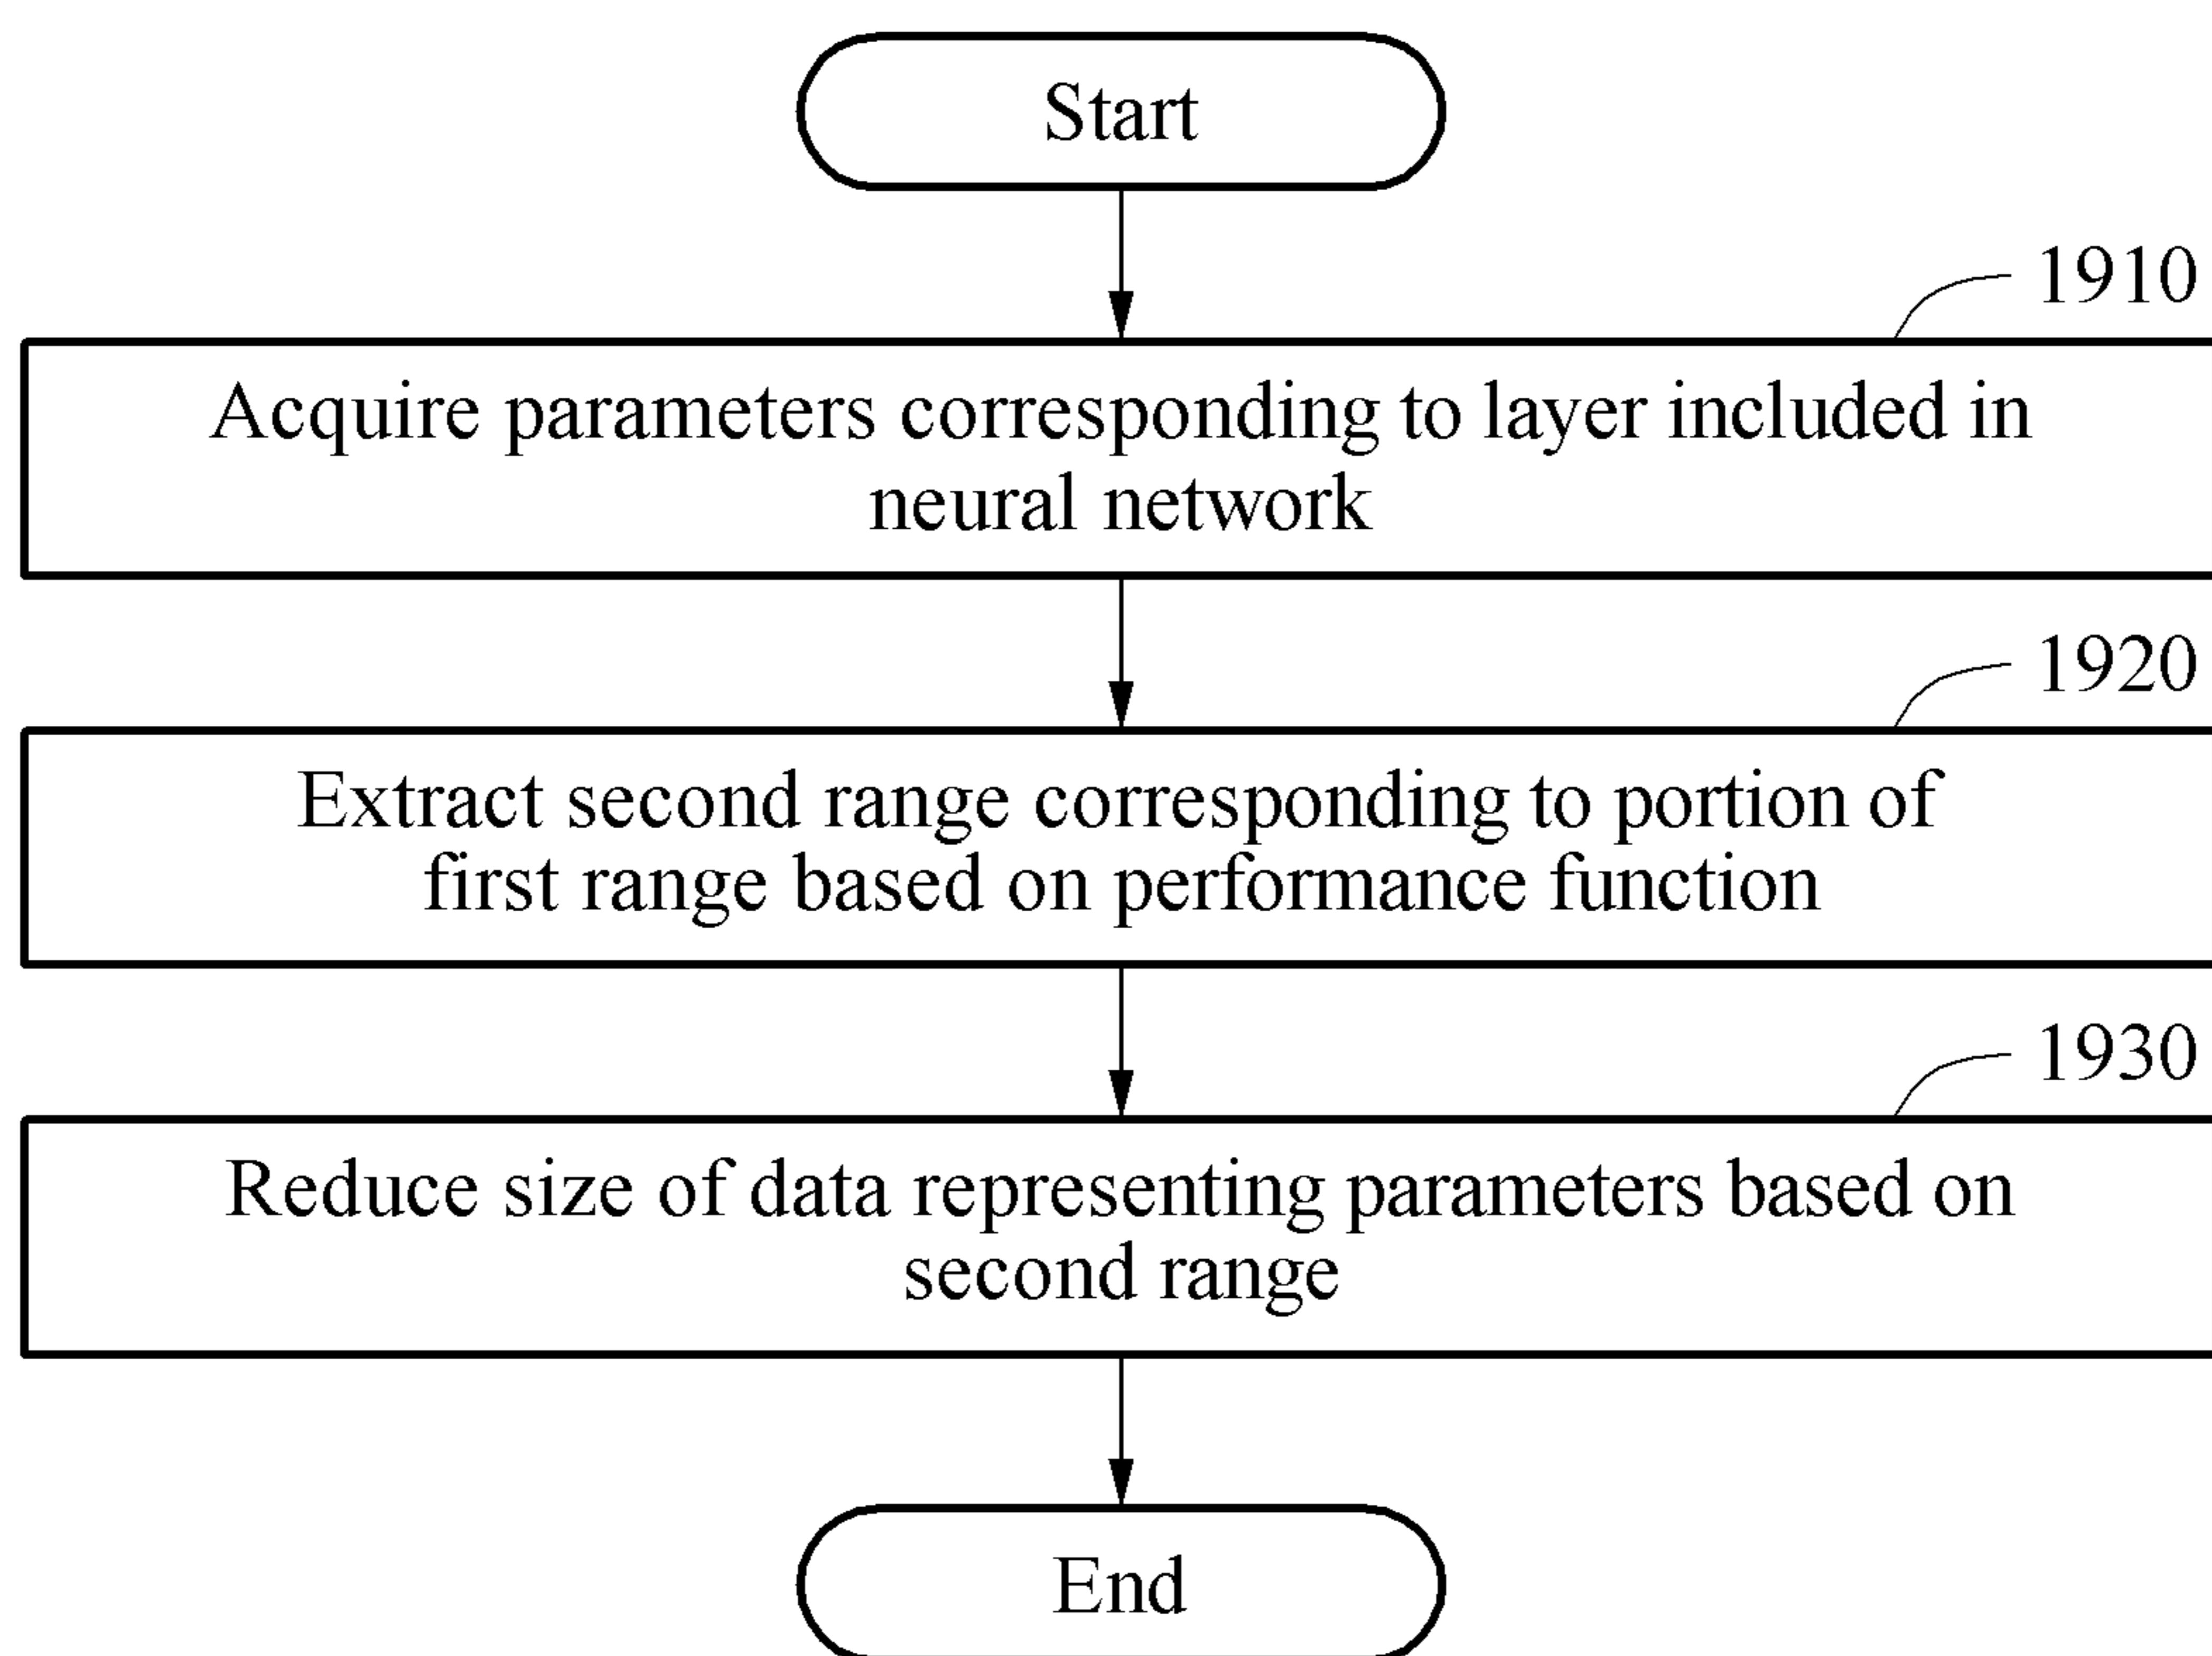 Start
1910
Acquire parameters corresponding to layer included in
neural network
1920
Extract second range corresponding to portion of
first range based on performance function
1930
Reduce size of data representing parameters based on
second range
End